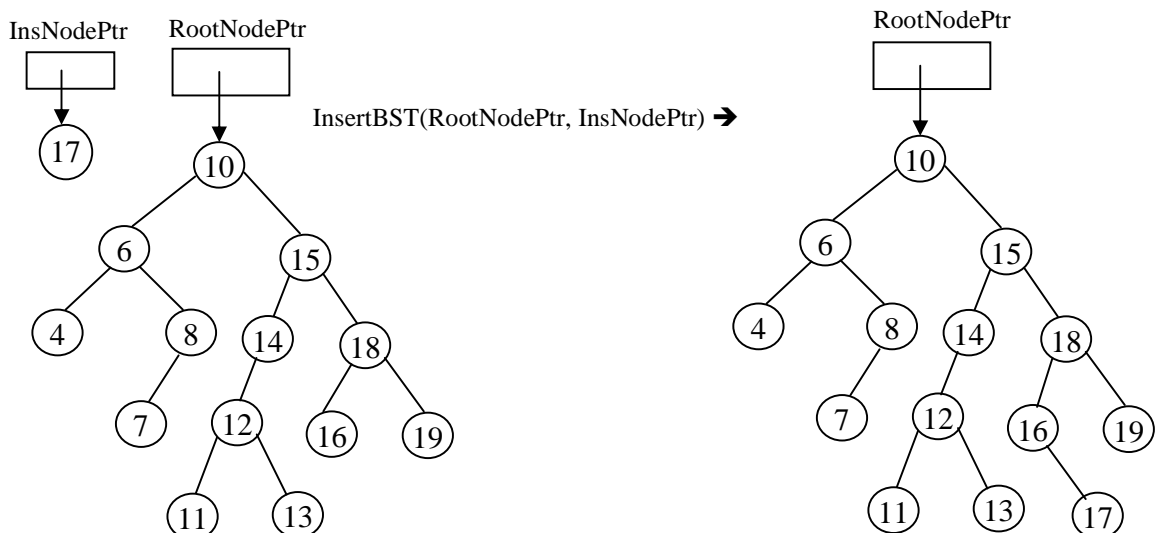 InsNodePtr RootNodePtr RootNodePtr
InsertBST(RootNodePtr, InsNodePtr) ➔
17 10 10
6 15 6 15
4 8 14 18 4 8 14 18
7 12 16 19 7 12 16 19
11 13 11 13 17